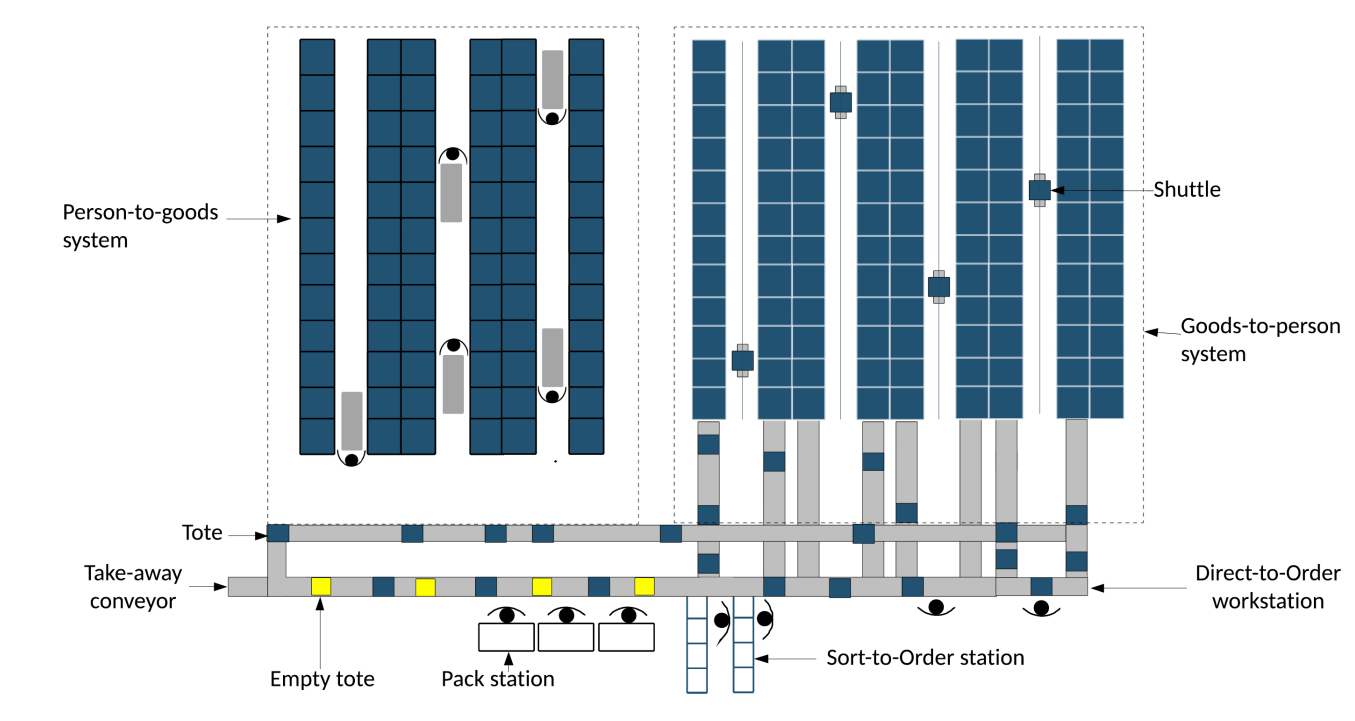 Shuttle
Person-to-goods
system
Goods-to-person
system
Tote
Take-away
conveyor
Direct-to-Order
workstation
Sort-to-Order station
Empty tote
Pack station